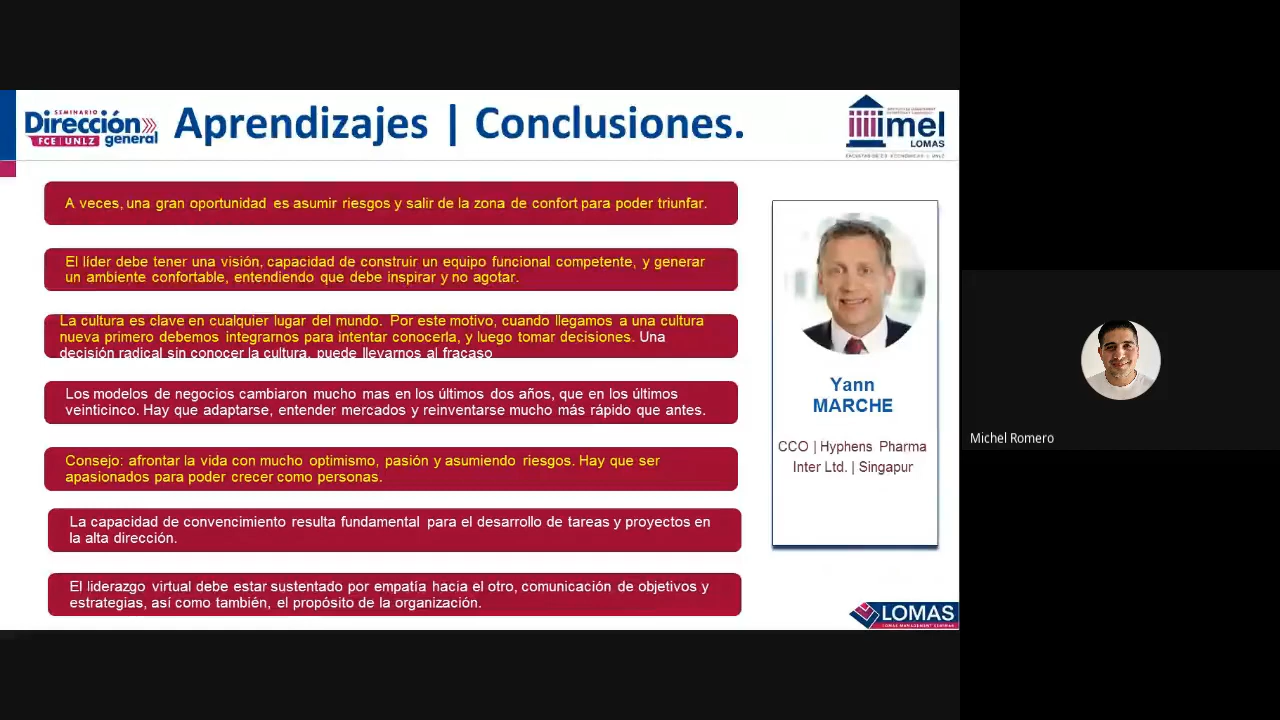 SEMINARIO
Dirección
general
FCE | UNLZ
Aprendizajes | Conclusiones.
imel
LOMAS
A veces, una gran oportunidad es asumir riesgos y salir de la zona de confort para poder triunfar.
El líder debe tener una visión, capacidad de construir un equipo funcional competente, y generar
un ambiente confortable, entendiendo que debe inspirar y no agotar.
La cultura es clave en cualquier lugar del mundo. Por este motivo, cuando llegamos a una cultura
nueva primero debemos integrarnos para intentar conocerla, y luego tomar decisiones. Una
decisión radical sin conocer la cultura, puede llevarnos al fracaso
Los modelos de negocios cambiaron mucho mas en los últimos dos años, que en los últimos
veinticinco. Hay que adaptarse, entender mercados y reinventarse mucho más rápido que antes.
Consejo: afrontar la vida con mucho optimismo, pasión y asumiendo riesgos. Hay que ser
apasionados para poder crecer como personas.
La capacidad de convencimiento resulta fundamental para el desarrollo de tareas y proyectos en
la alta dirección.
El liderazgo virtual debe estar sustentado por empatía hacia el otro, comunicación de objetivos y
estrategias, así como también, el propósito de la organización.
Yann
MARCHE
CCO | Hyphens Pharma
Inter Ltd. | Singapur
LOMAS
LOMAS MANAGEMENT SEMINAR
Michel Romero